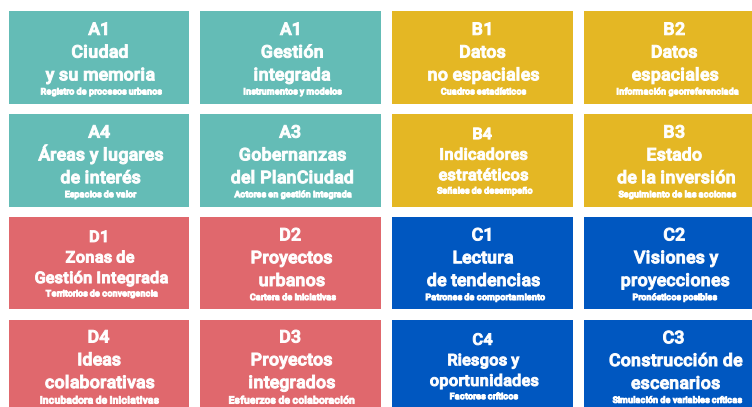 A1
Ciudad
y su memoria
Registro de procesos urbanos
A1
Gestión
integrada
Instrumentos y modelos
B1
Datos
no espaciales
Cuadros estadísticos
B2
Datos
espaciales
Información georreferenciada
A4
Áreas y lugares
de interés
Espacios de valor
A3
Gobernanzas
del PlanCiudad
Actores en gestión integrada
B4
Indicadores
estratéticos
Señales de desempeño
B3
Estado
de la inversión
Seguimiento de las acciones
D1
Zonas de
Gestión Integrada
Territorios de convergencia
D2
Proyectos
urbanos
Cartera de iniciativas
C1
Lectura
de tendencias
Patrones de comportamiento
C2
Visiones y
proyecciones
Pronósticos posibles
D4
Ideas
colaborativas
Incubadora de iniciativas
D3
Proyectos
integrados
Esfuerzos de colaboración
C4
Riesgos y
oportunidades
Factores críticos
C3
Construcción de
escenarios
Simulación de variables críticas